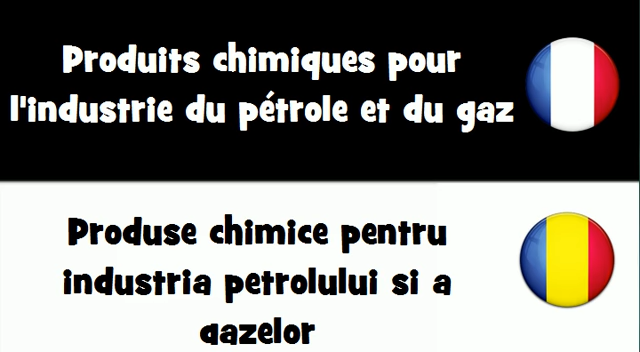 Produits chimiques pour
l'industrie du pétrole et du gaz
Produse chimice pentru
industria petrolului si a
gazelor